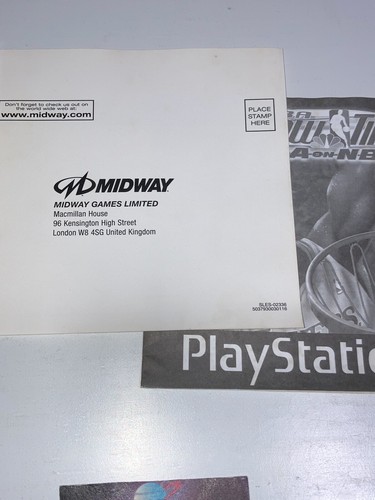 Don't forget to check us out on
the world wide web at:
www.midway.com
PLACE
STAMP
HERE
MIDWAY
MIDWAY GAMES LIMITED
Macmillan House
96 Kensington High Street
London W8 4SG United Kingdom
SLES-02336
5037930030116
PlayStatio